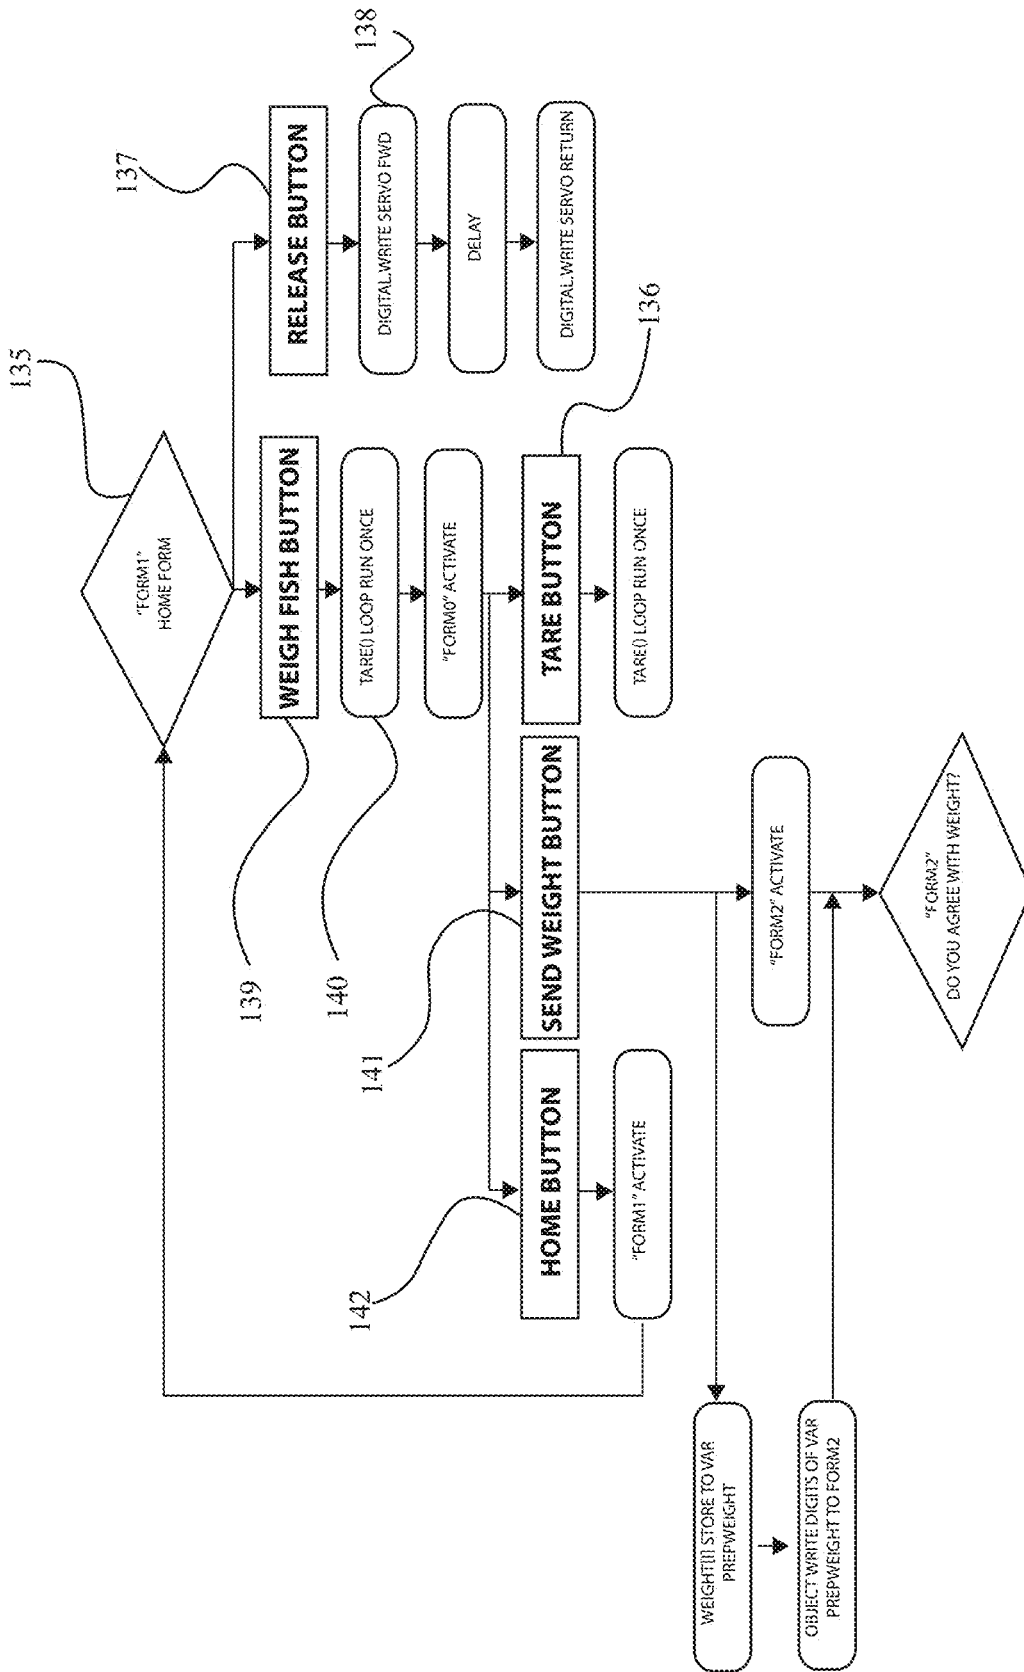 135
"FORM1"
HOME FORM
137
RELEASE BUTTON
138
DIGITAL.WRITE SERVO FWD
DELAY
DIGITAL.WRITE SERVO RETURN
139
WEIGH FISH BUTTON
140
TARE() LOOP RUN ONCE
"FORM0" ACTIVATE
136
TARE BUTTON
TARE() LOOP RUN ONCE
141
SEND WEIGHT BUTTON
142
HOME BUTTON
"FORM1" ACTIVATE
"FORM2" ACTIVATE
WEIGHT[I] STORE TO VAR
PREPWEIGHT
OBJECT WRITE DIGITS OF VAR
PREPWEIGHT TO FORM2
"FORM2"
DO YOU AGREE WITH WEIGHT?